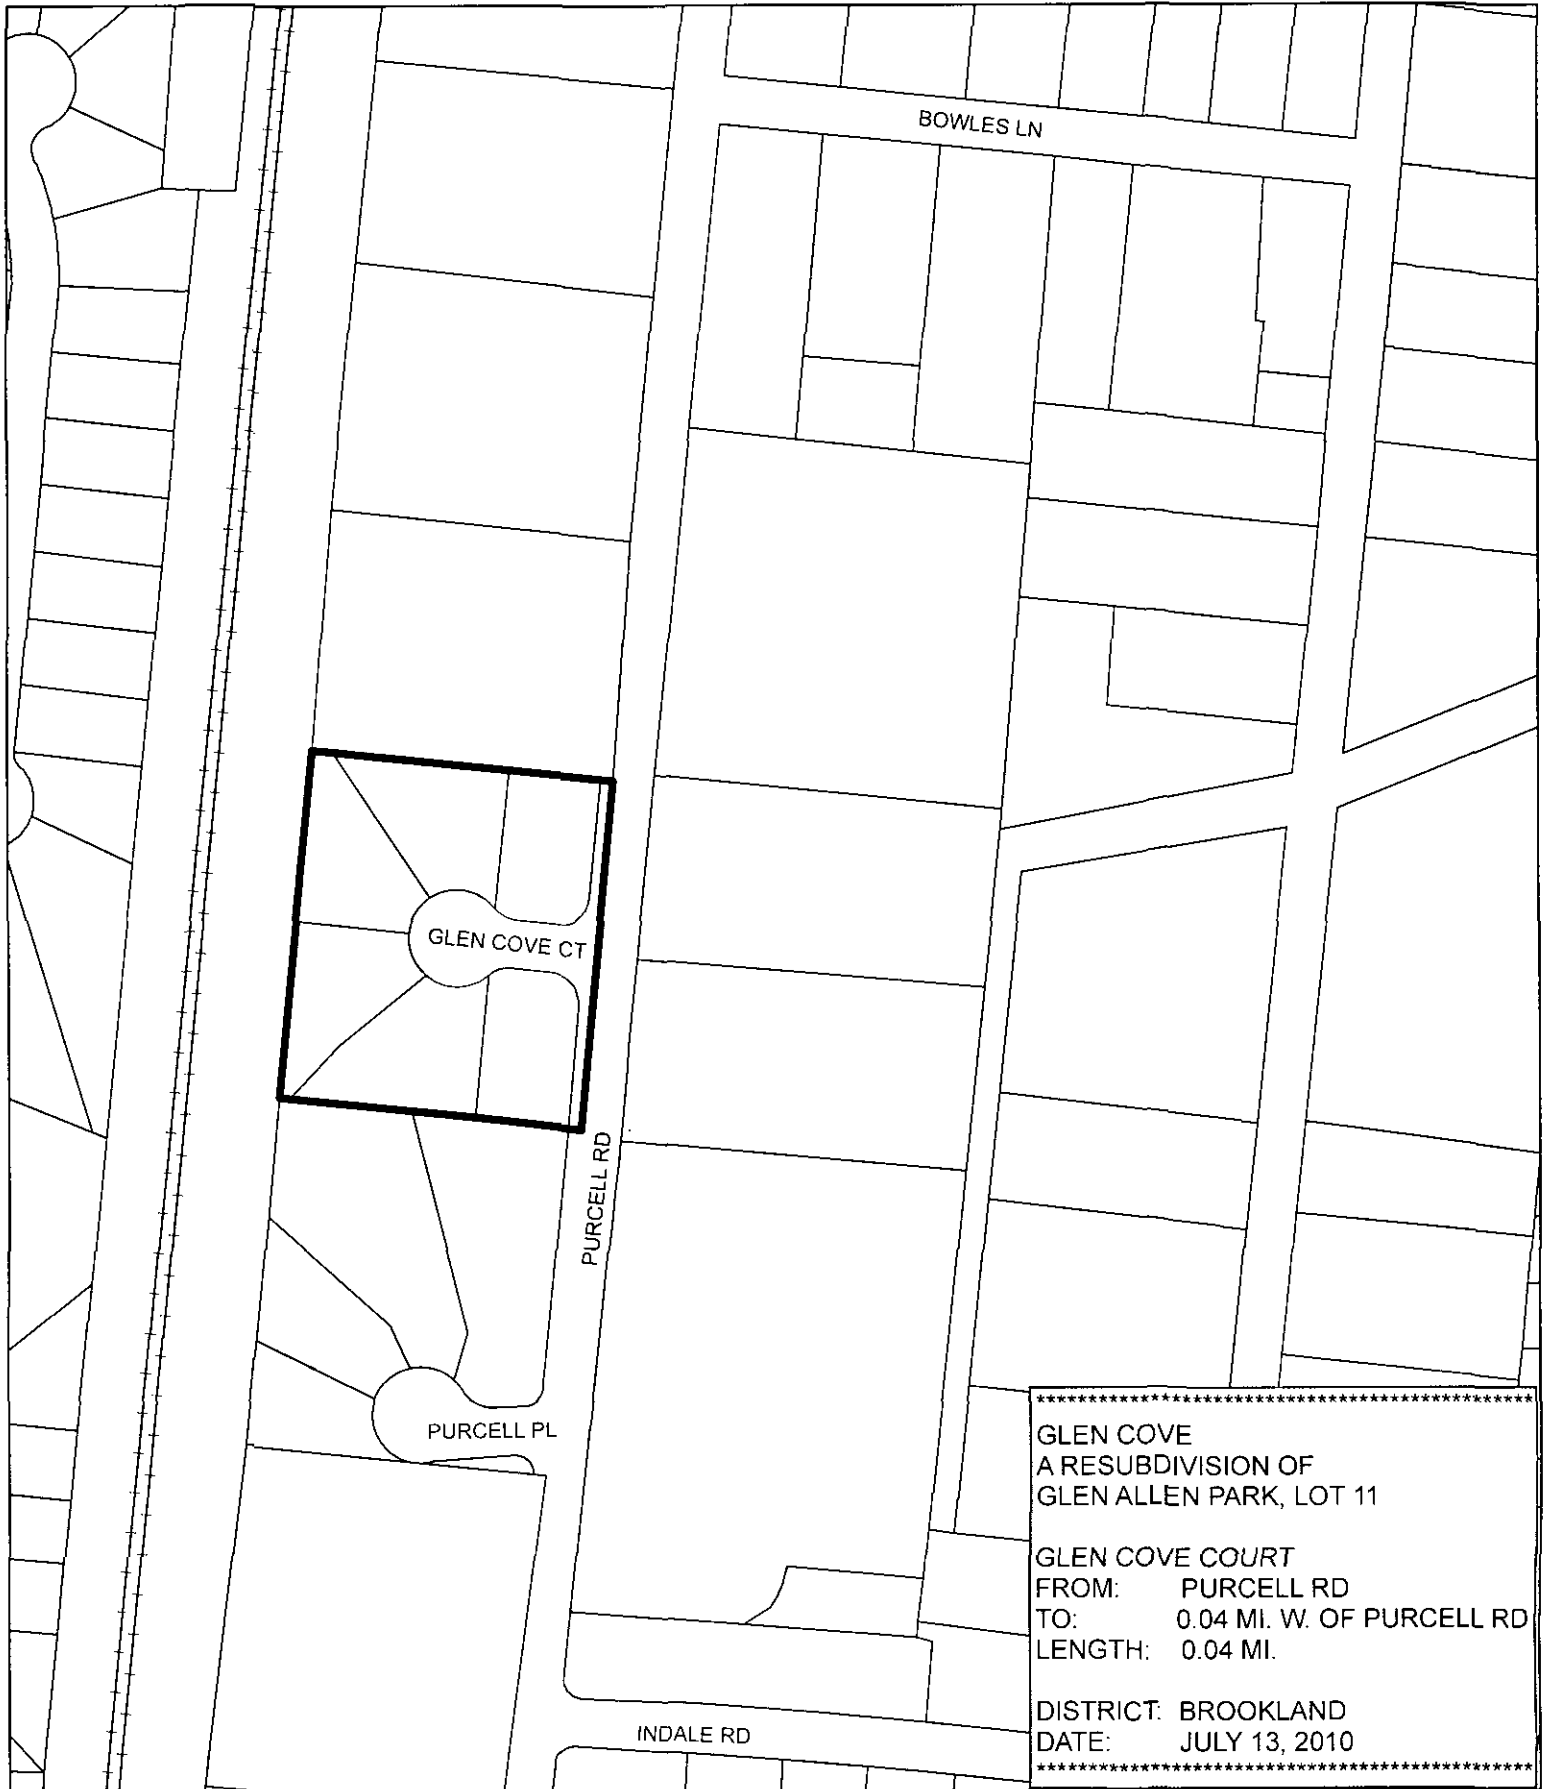 BOWLES LN
GLEN COVE CT
PURCELL RD
PURCELL PL
INDALE RD
**************************************************
GLEN COVE
A RESUBDIVISION OF
GLEN ALLEN PARK, LOT 11
GLEN COVE COURT
FROM: PURCELL RD
TO: 0.04 MI. W. OF PURCELL RD
LENGTH: 0.04 MI.
DISTRICT: BROOKLAND
DATE: JULY 13, 2010
**************************************************